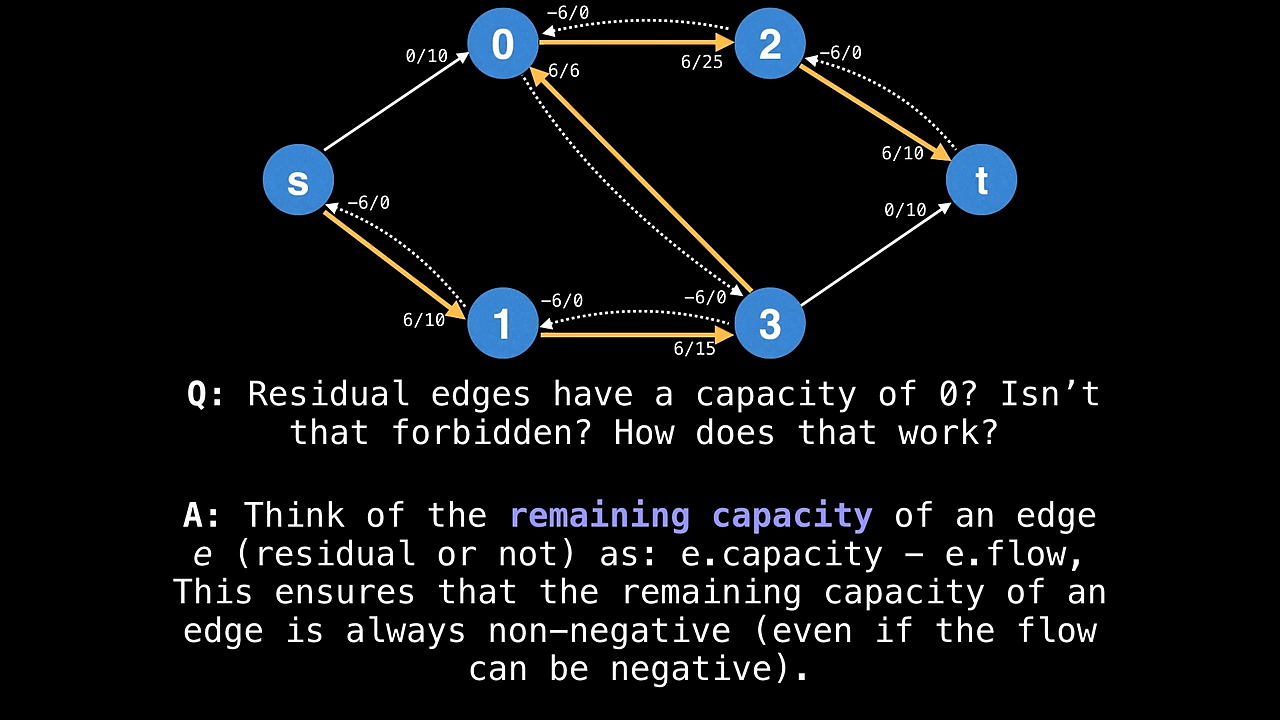 −6/0
0
2
0/10
6/25
−6/0
6/6
6/10
s
t
−6/0
0/10
−6/0
−6/0
6/10
1
3
6/15
Q: Residual edges have a capacity of 0? Isn’t
that forbidden? How does that work?
A: Think of the remaining capacity of an edge
e (residual or not) as: e.capacity − e.flow,
This ensures that the remaining capacity of an
edge is always non−negative (even if the flow
can be negative).